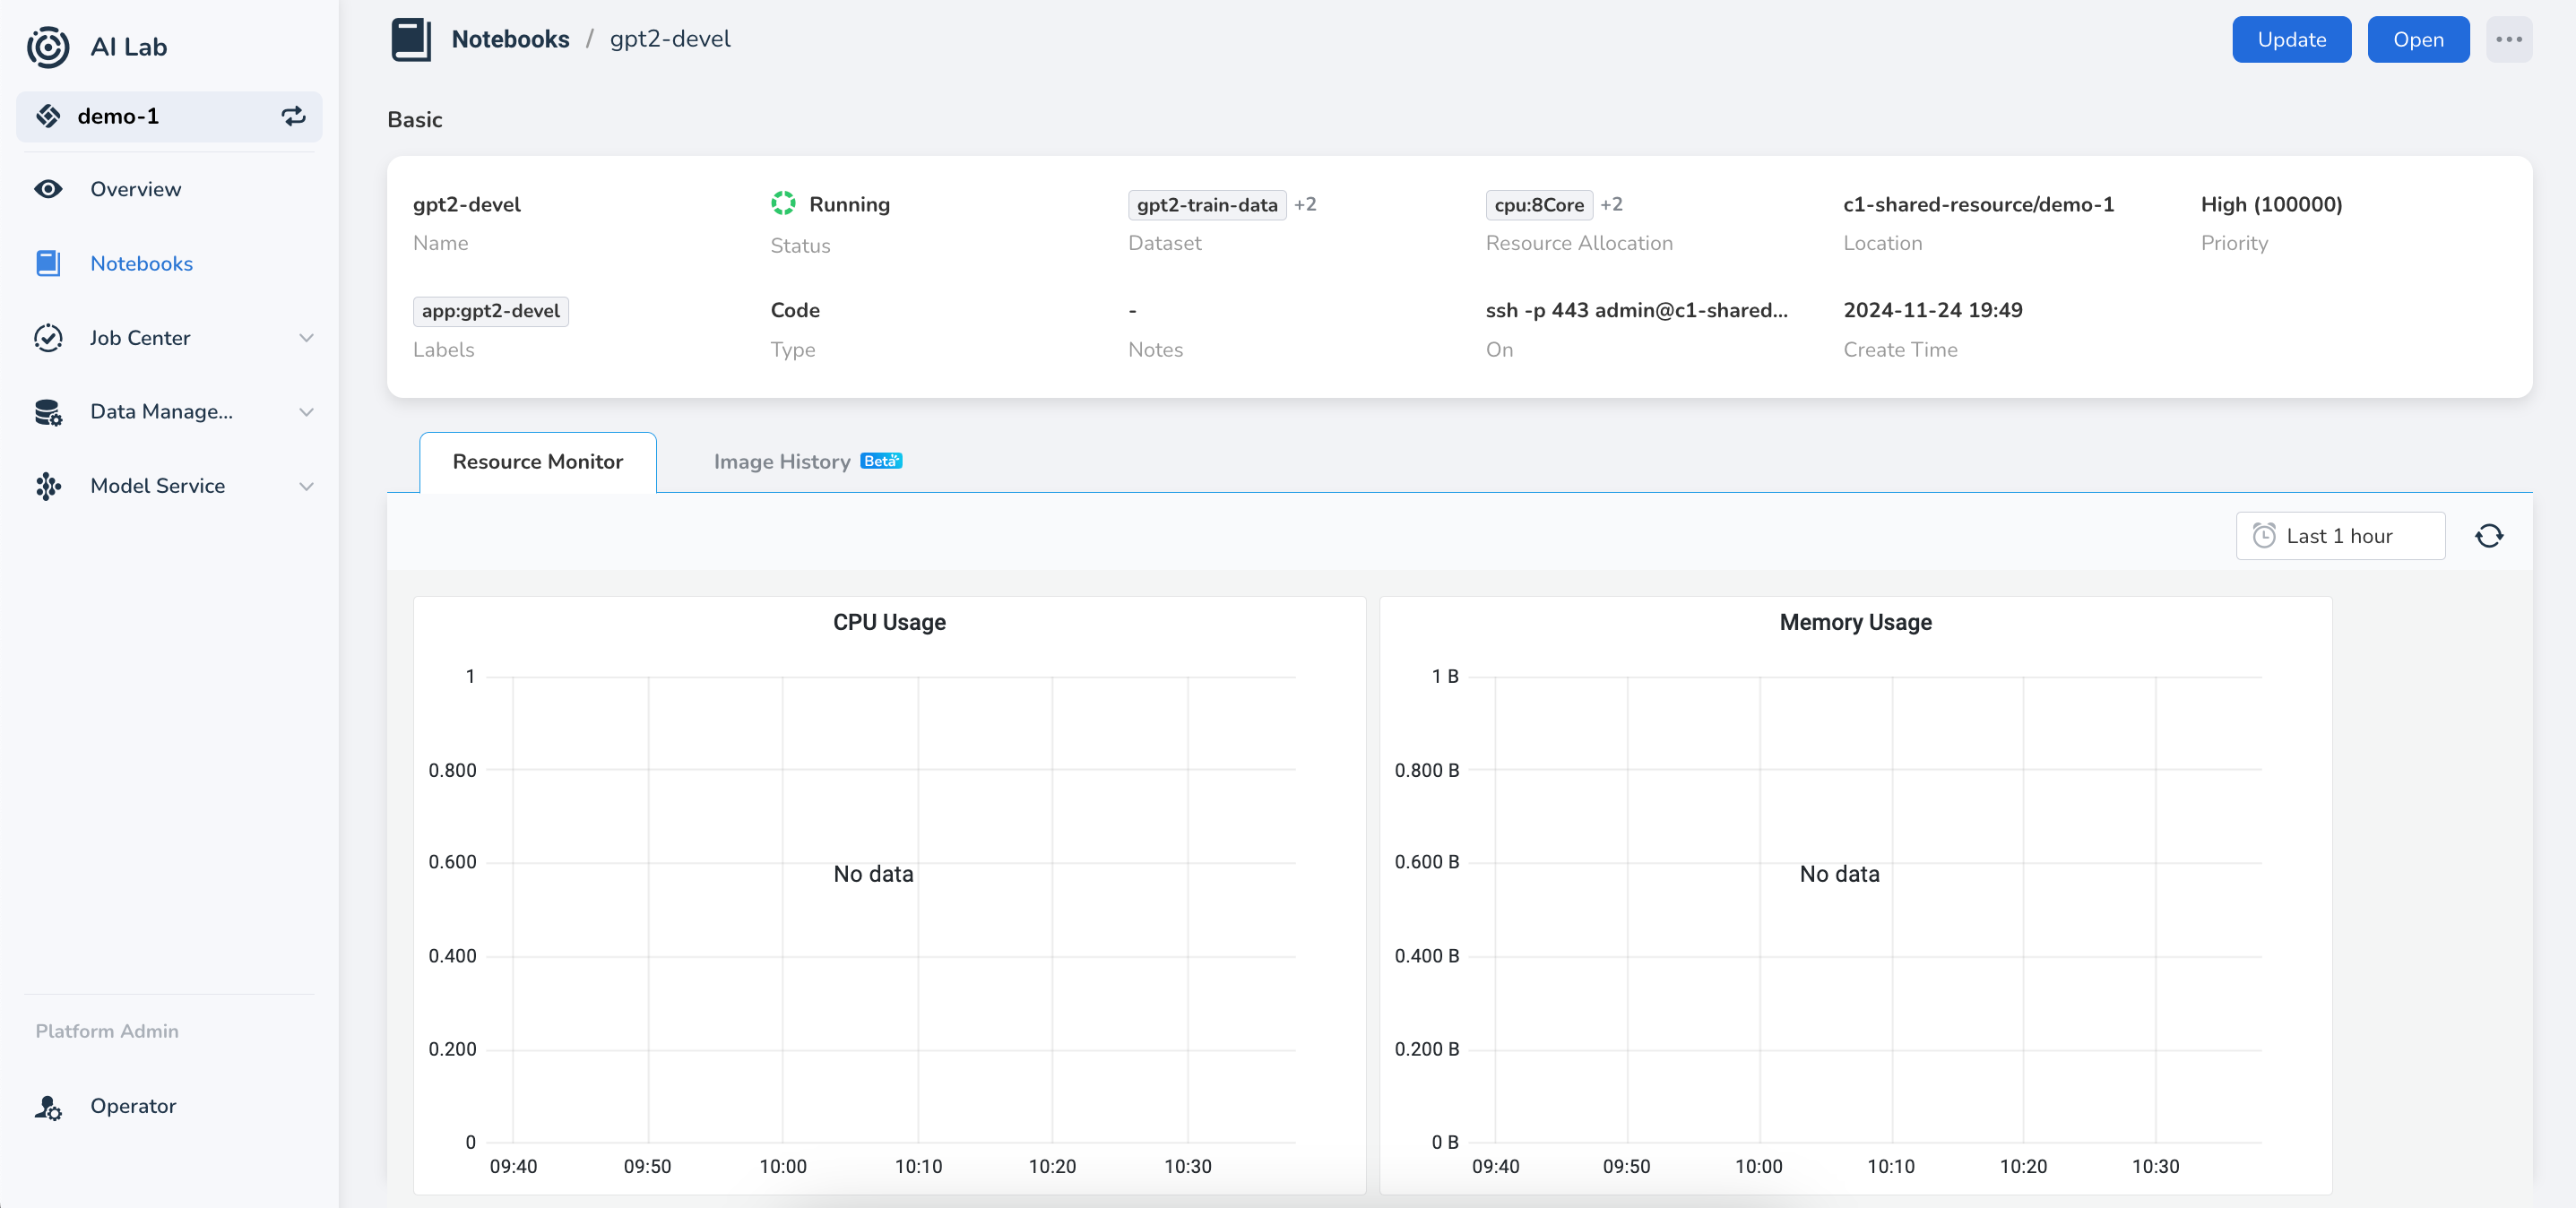 AI Lab
demo-1
Overview
Notebooks
Job Center
Data Manage...
Model Service
Platform Admin
Operator
Notebooks / gpt2-devel
Update
Open
Basic
gpt2-devel
Name
Running
Status
gpt2-train-data +2
Dataset
cpu:8Core +2
Resource Allocation
c1-shared-resource/demo-1
Location
High (100000)
Priority
app:gpt2-devel
Labels
Code
Type
-
Notes
ssh -p 443 admin@c1-shared...
On
2024-11-24 19:49
Create Time
Resource Monitor
Image History Beta
Last 1 hour
CPU Usage
1
0.800
0.600
0.400
0.200
0
No data
09:40 09:50 10:00 10:10 10:20 10:30
Memory Usage
1 B
0.800 B
0.600 B
0.400 B
0.200 B
0 B
No data
09:40 09:50 10:00 10:10 10:20 10:30